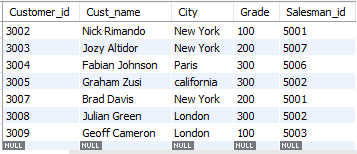 Customer_id Cust_name City Grade Salesman_id
3002 Nick Rimando New York 100 5001
3003 Jozy Altidor New York 200 5007
3004 Fabian Johnson Paris 300 5006
3005 Graham Zusi california 300 5002
3007 Brad Davis New York 200 5001
3008 Julian Green London 300 5002
3009 Geoff Cameron London 100 5003
NULL NULL NULL NULL NULL